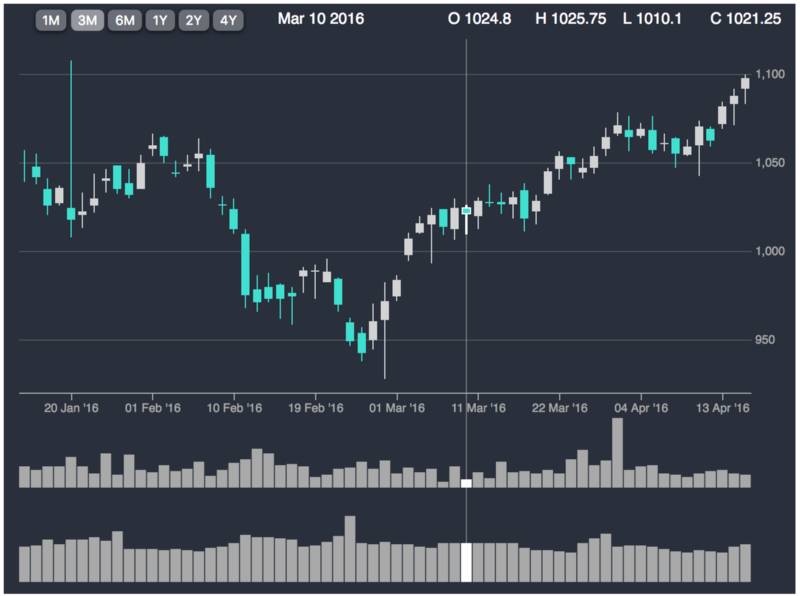 1M 3M 6M 1Y 2Y 4Y Mar 10 2016 O 1024.8 H 1025.75 L 1010.1 C 1021.25
1,100
1,050
1,000
950
20 Jan '16 01 Feb '16 10 Feb '16 19 Feb '16 01 Mar '16 11 Mar '16 22 Mar '16 04 Apr '16 13 Apr '16